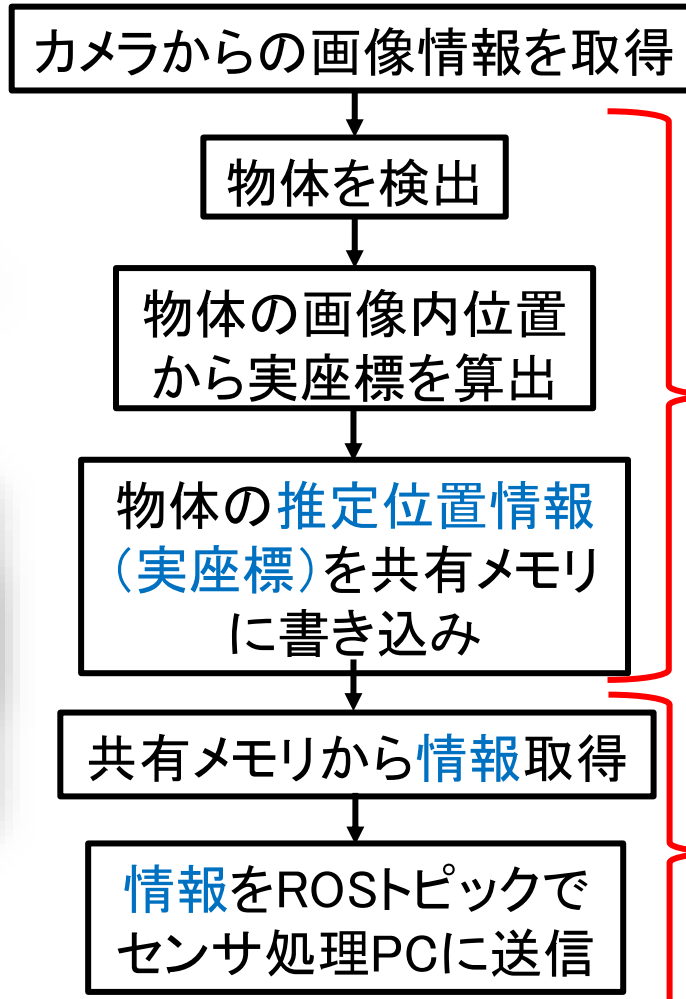 カメラからの画像情報を取得
物体を検出
物体の画像内位置
から実座標を算出
物体の推定位置情報
（実座標）を共有メモリ
に書き込み
共有メモリから情報取得
情報をROSトピックで
センサ処理PCに送信